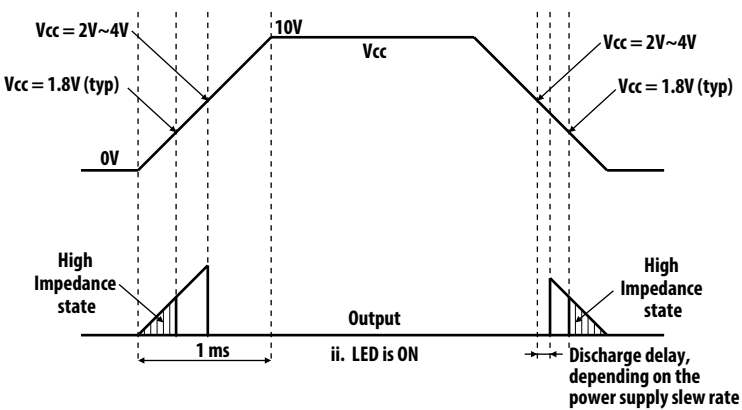 Vcc = 2V~4V
10V
Vcc
Vcc = 2V~4V
Vcc = 1.8V (typ)
Vcc = 1.8V (typ)
0V
High
Impedance
state
High
Impedance
state
Output
1 ms
ii. LED is ON
Discharge delay,
depending on the
power supply slew rate